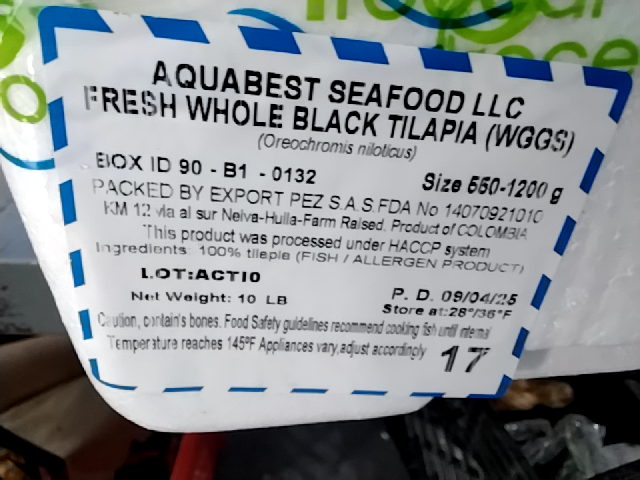 AQUABEST SEAFOOD LLC
FRESH WHOLE BLACK TILAPIA (WGGS)
(Oreochromis niloticus)
BOX ID 90 - B1 - 0132
Size 550-1200 g
PACKED BY EXPORT PEZ S.A.S.FDA No 14070921010
KM 12 via al sur Neiva-Huila-Farm Raised. Product of COLOMBIA
This product was processed under HACCP system
Ingredients: 100% tilapia (FISH / ALLERGEN PRODUCT)
LOT:ACT10
Net Weight: 10 LB
P. D. 09/04/25
Store at:28°/36°F
Caution, contain's bones. Food Safety guidelines recommend cooking fish until internal
Temperature reaches 145°F Appliances vary,adjust accordingly
17